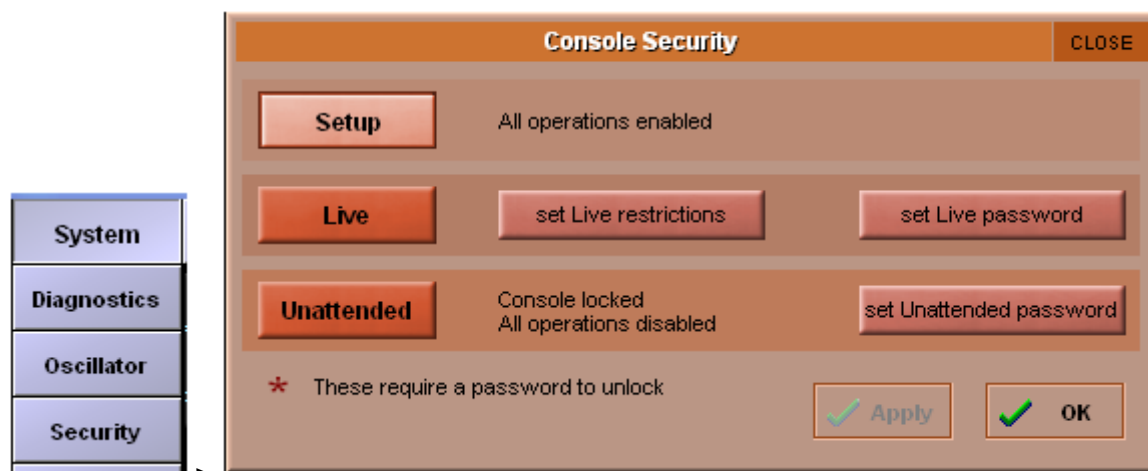 Console Security
CLOSE
Setup
All operations enabled
Live
set Live restrictions
set Live password
Unattended
Console locked
All operations disabled
set Unattended password
* These require a password to unlock
Apply
OK
System
Diagnostics
Oscillator
Security